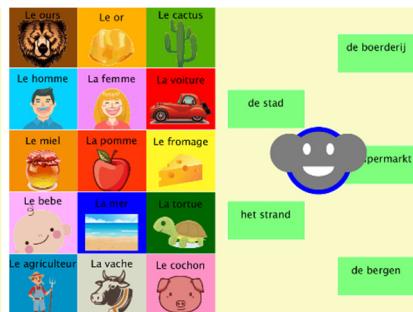 Le ours
Le or
Le cactus
de boerderij
Le homme
La femme
La voiture
de stad
Le miel
La pomme
Le fromage
Le bebe
La mer
La tortue
het strand
Le agriculteur
La vache
Le cochon
de bergen